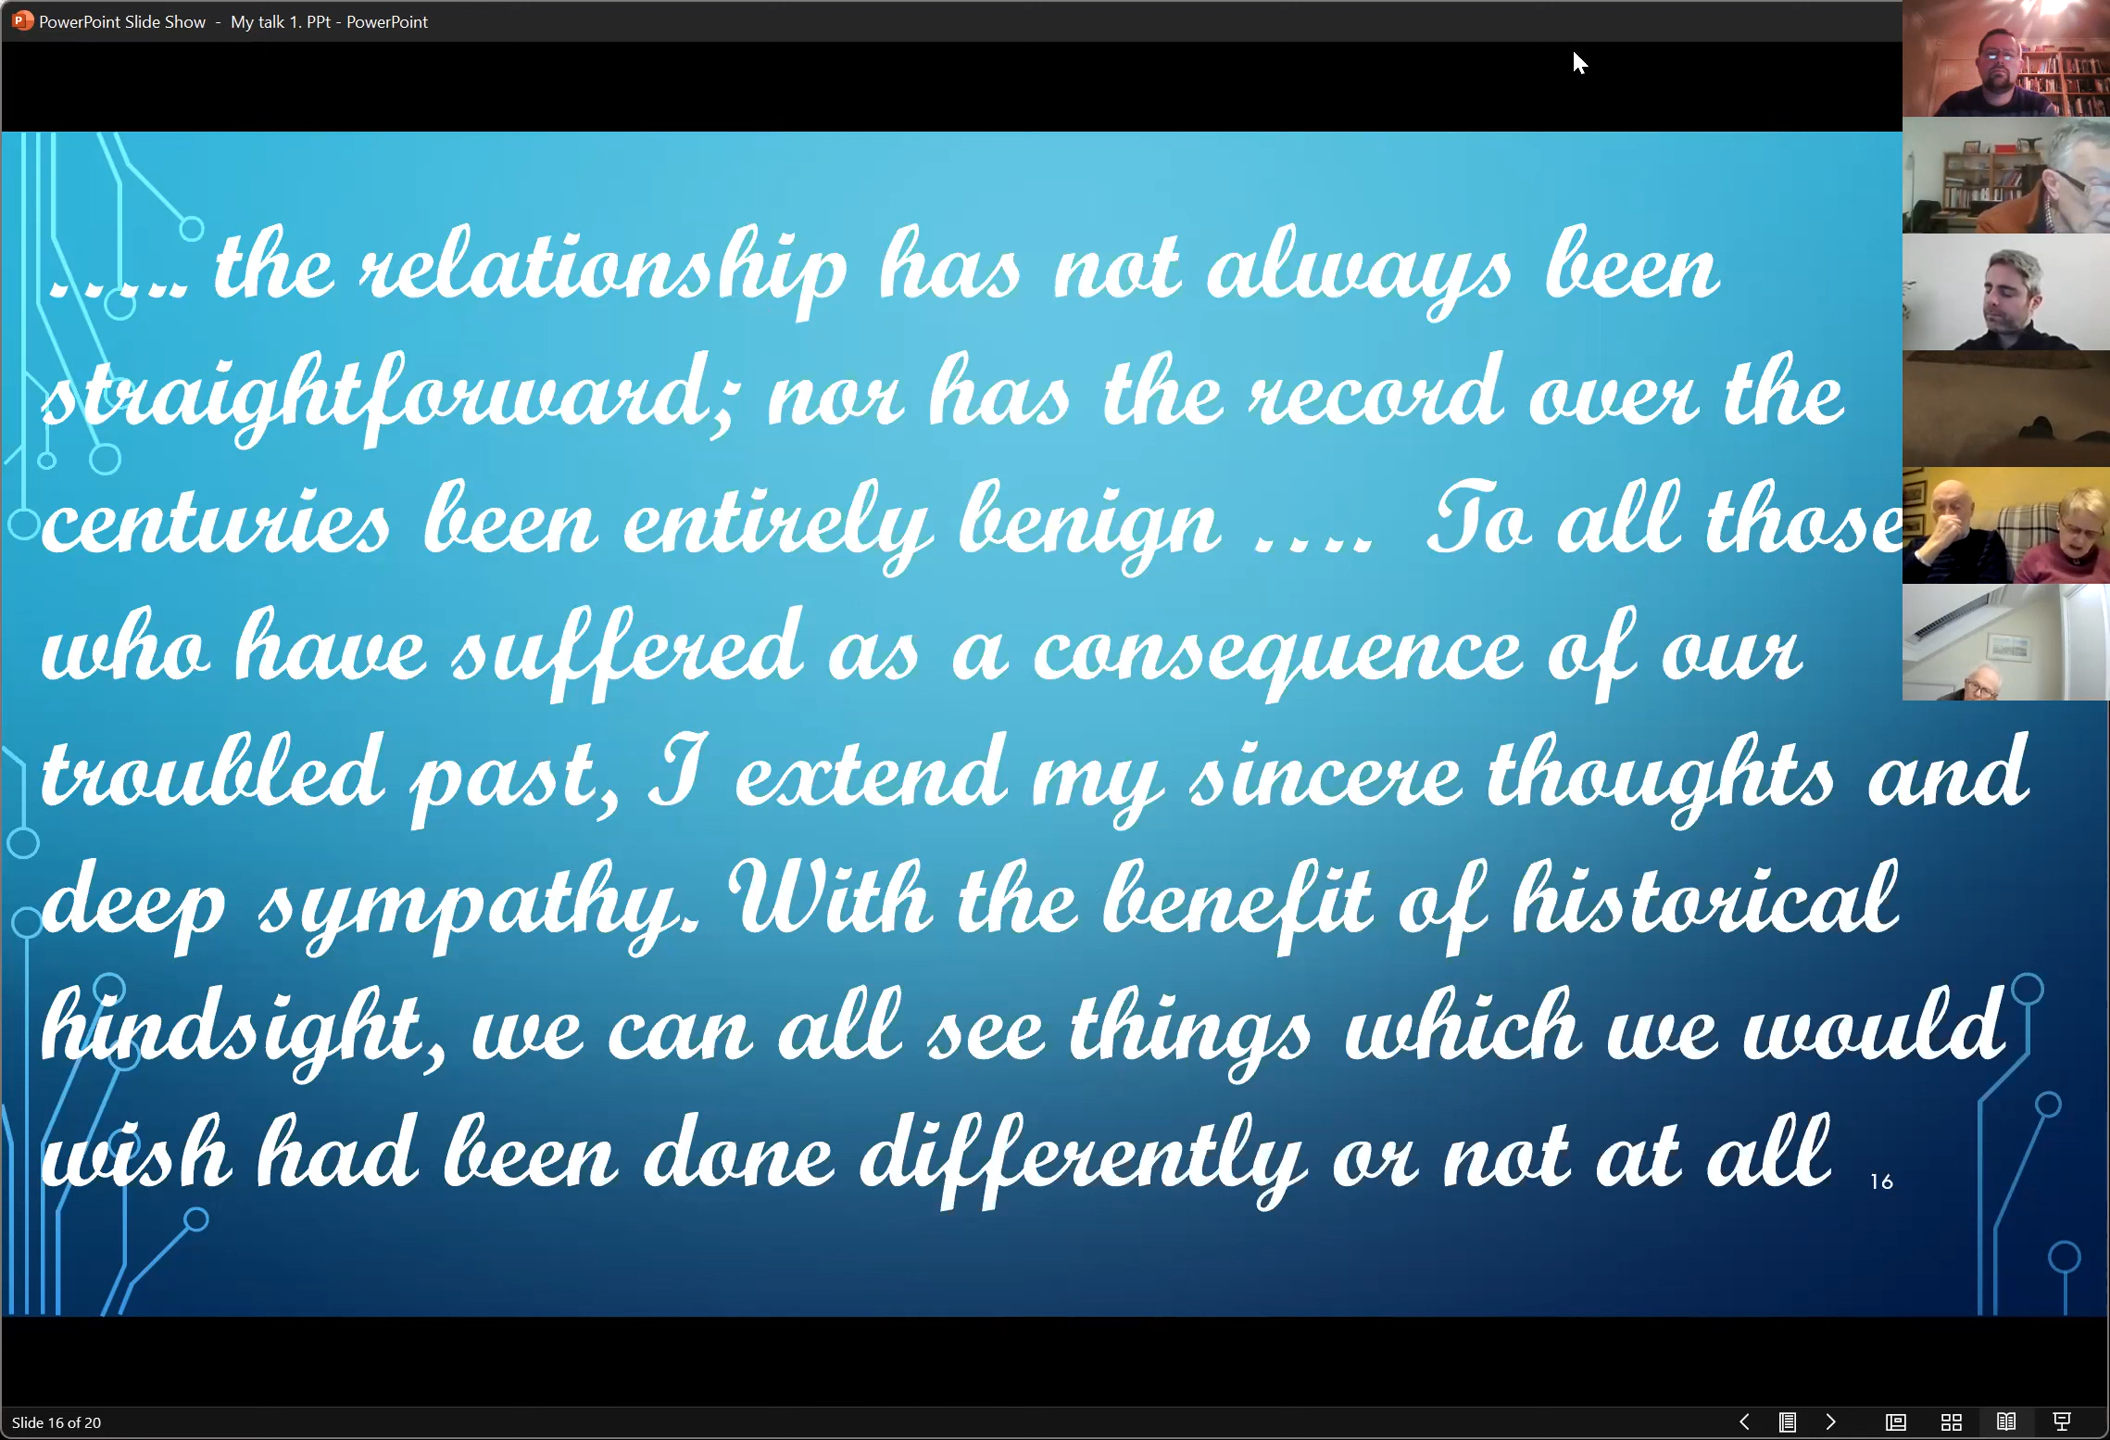 PowerPoint Slide Show - My talk 1. PPt - PowerPoint
..... the relationship has not always been
straightforward; nor has the record over the
centuries been entirely benign .... To all those
who have suffered as a consequence of our
troubled past, I extend my sincere thoughts and
deep sympathy. With the benefit of historical
hindsight, we can all see things which we would
wish had been done differently or not at all
16
Slide 16 of 20